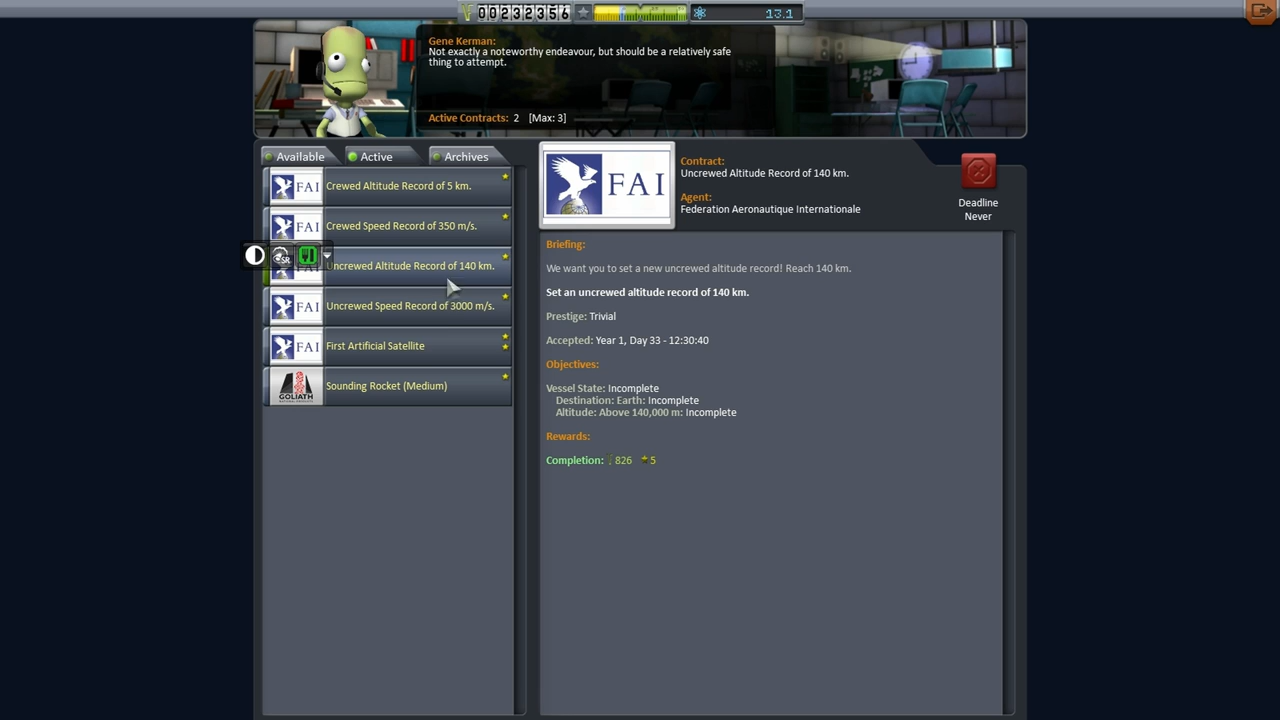 00232356
13.1
Gene Kerman:
Not exactly a noteworthy endeavour, but should be a relatively safe
thing to attempt.
Active Contracts: 2 [Max: 3]
Available
Active
Archives
FAI
Crewed Altitude Record of 5 km.
FAI
Crewed Speed Record of 350 m/s.
Uncrewed Altitude Record of 140 km.
FAI
Uncrewed Speed Record of 3000 m/s.
FAI
First Artificial Satellite
GOLIATH
Sounding Rocket (Medium)
FAI
Contract:
Uncrewed Altitude Record of 140 km.
Agent:
Federation Aeronautique Internationale
Deadline
Never
Briefing:
We want you to set a new uncrewed altitude record! Reach 140 km.
Set an uncrewed altitude record of 140 km.
Prestige: Trivial
Accepted: Year 1, Day 33 - 12:30:40
Objectives:
Vessel State: Incomplete
Destination: Earth: Incomplete
Altitude: Above 140,000 m: Incomplete
Rewards:
Completion: 826 5